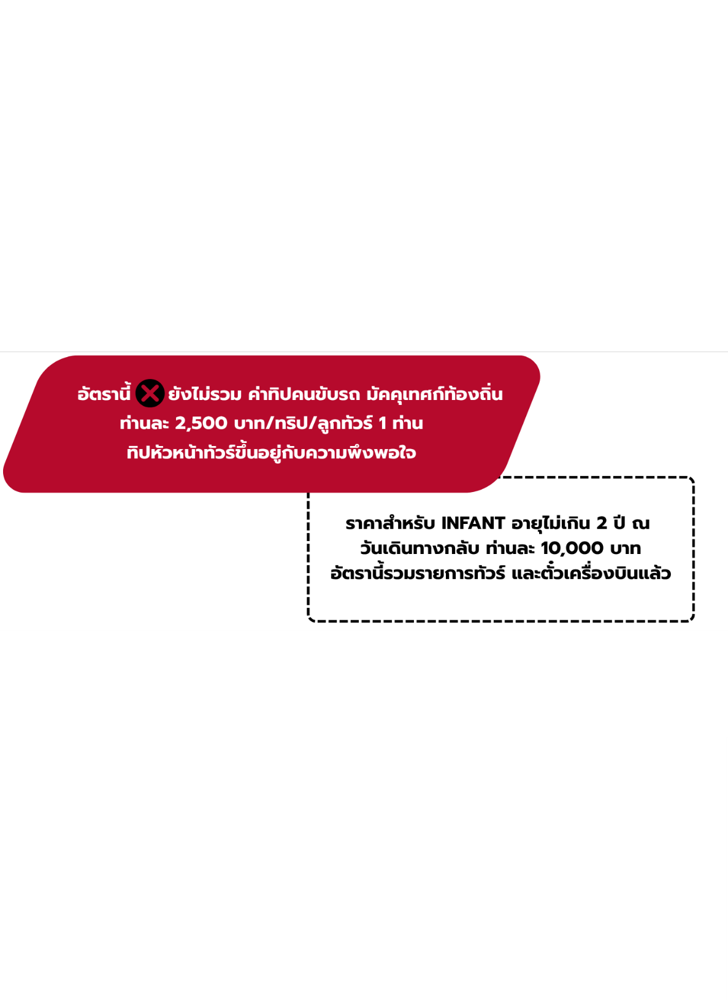 อัตรานี้ ยังไม่รวม ค่าทิปคนขับรถ มัคคุเทศก์ท้องถิ่น
ท่านละ 2,500 บาท/ทริป/ลูกทัวร์ 1 ท่าน
ทิปหัวหน้าทัวร์ขึ้นอยู่กับความพึงพอใจ
ราคาสำหรับ INFANT อายุไม่เกิน 2 ปี ณ
วันเดินทางกลับ ท่านละ 10,000 บาท
อัตรานี้รวมรายการทัวร์ และตั๋วเครื่องบินแล้ว